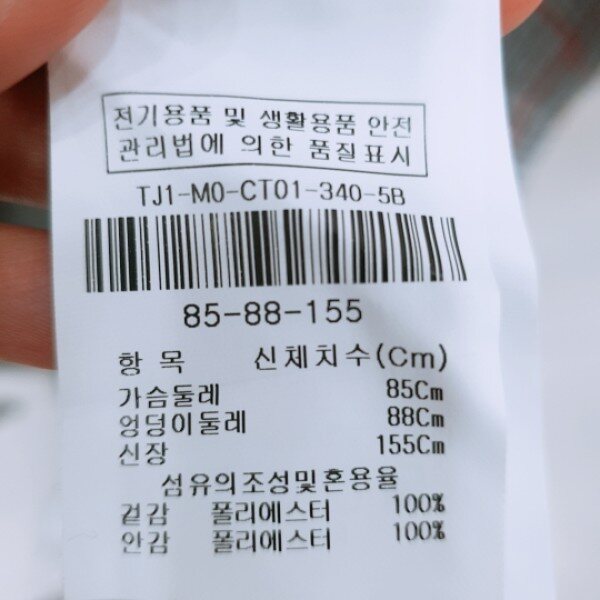 전기용품 및 생활용품 안전
관리법에 의한 품질표시
TJ1-MO-CT01-340-5B
85-88-155
항 목 신체치수(Cm)
가슴둘레 85Cm
엉덩이둘레 88Cm
신장 155Cm
섬유의조성및혼용율
겉감 폴리에스터 100%
안감 폴리에스터 100%